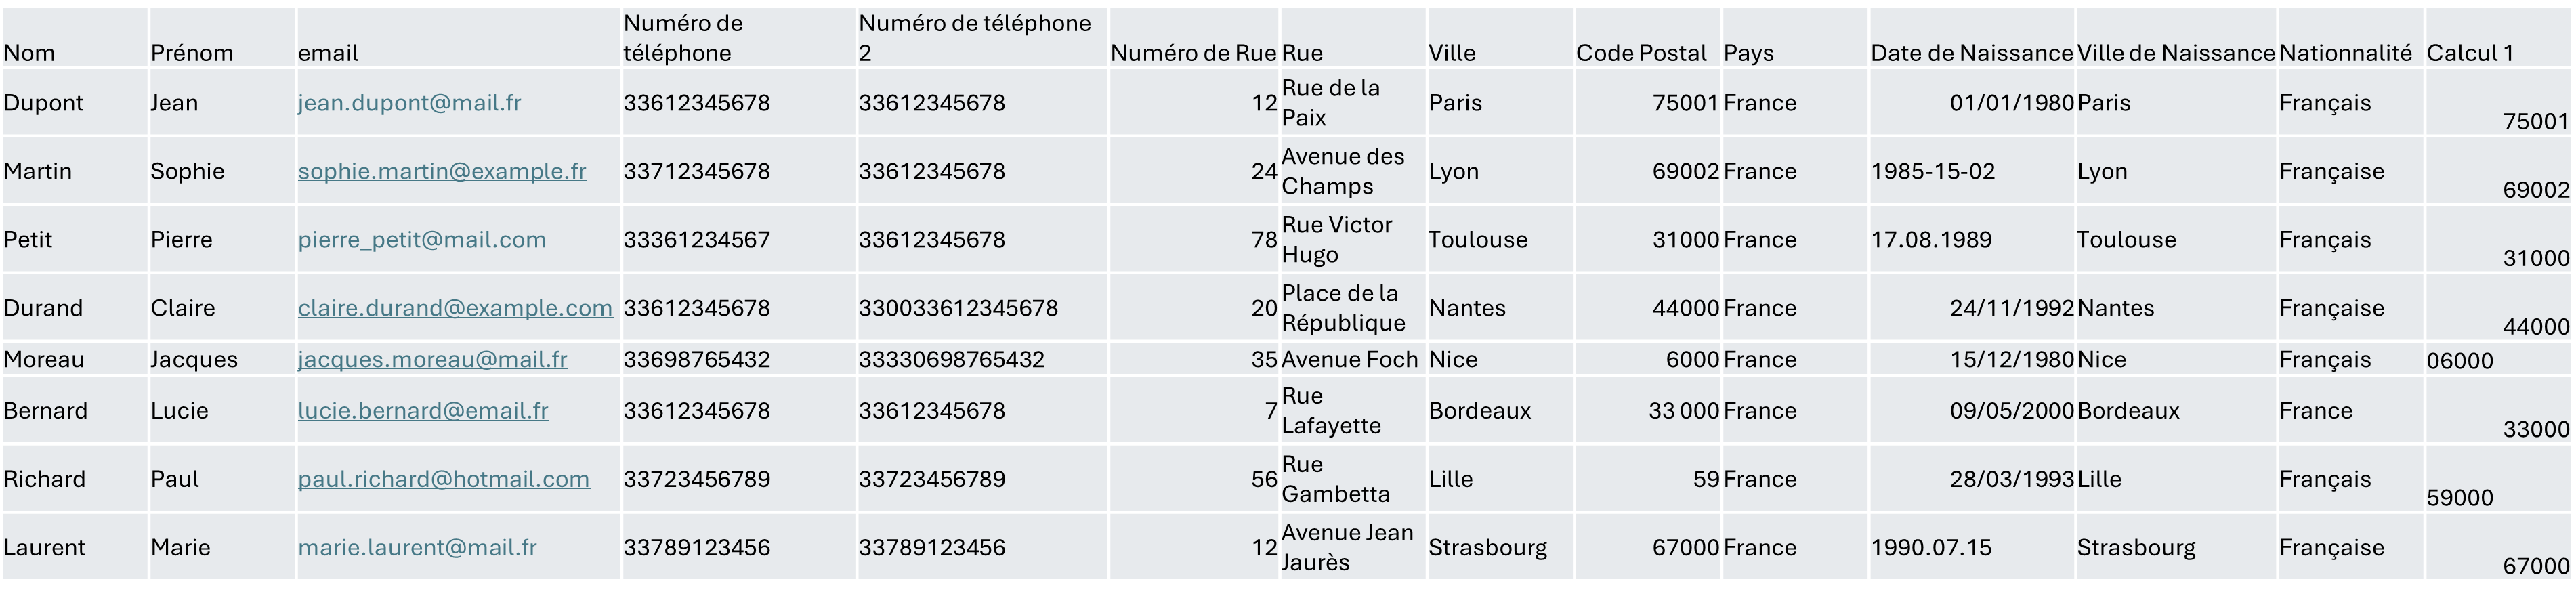 Nom Prénom email Numéro de téléphone Numéro de téléphone 2 Numéro de Rue Rue Ville Code Postal Pays Date de Naissance Ville de Naissance Nationnalité Calcul 1
Dupont Jean jean.dupont@mail.fr 33612345678 33612345678 12 Rue de la Paix Paris 75001 France 01/01/1980 Paris Français 75001
Martin Sophie sophie.martin@example.fr 33712345678 33612345678 24 Avenue des Champs Lyon 69002 France 1985-15-02 Lyon Française 69002
Petit Pierre pierre_petit@mail.com 33361234567 33612345678 78 Rue Victor Hugo Toulouse 31000 France 17.08.1989 Toulouse Français 31000
Durand Claire claire.durand@example.com 33612345678 330033612345678 20 Place de la République Nantes 44000 France 24/11/1992 Nantes Française 44000
Moreau Jacques jacques.moreau@mail.fr 33698765432 33330698765432 35 Avenue Foch Nice 6000 France 15/12/1980 Nice Français 06000
Bernard Lucie lucie.bernard@email.fr 33612345678 33612345678 7 Rue Lafayette Bordeaux 33 000 France 09/05/2000 Bordeaux France 33000
Richard Paul paul.richard@hotmail.com 33723456789 33723456789 56 Rue Gambetta Lille 59 France 28/03/1993 Lille Français 59000
Laurent Marie marie.laurent@mail.fr 33789123456 33789123456 12 Avenue Jean Jaurès Strasbourg 67000 France 1990.07.15 Strasbourg Française 67000